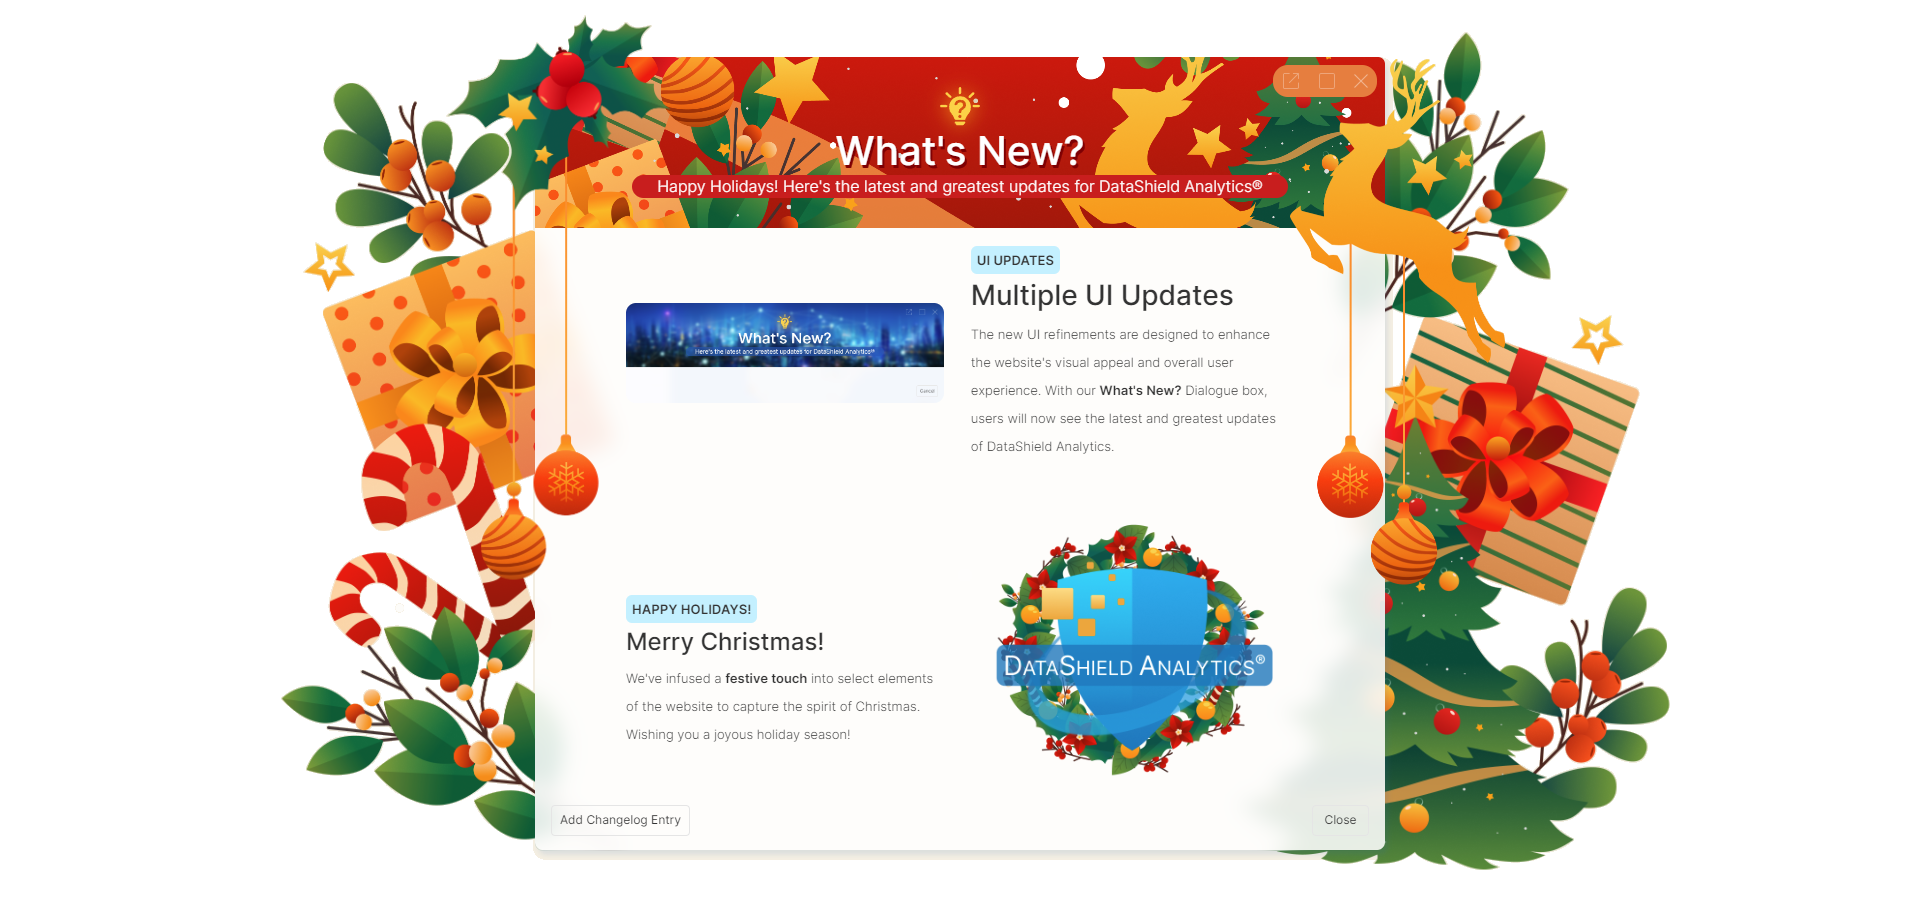 What's New?
Happy Holidays! Here's the latest and greatest updates for DataShield Analytics®
What's New?
Here's the latest and greatest updates for DataShield Analytics®
Cancel
UI UPDATES
Multiple UI Updates
The new UI refinements are designed to enhance
the website's visual appeal and overall user
experience. With our What's New? Dialogue box,
users will now see the latest and greatest updates
of DataShield Analytics.
HAPPY HOLIDAYS!
Merry Christmas!
We've infused a festive touch into select elements
of the website to capture the spirit of Christmas.
Wishing you a joyous holiday season!
DATASHIELD ANALYTICS®
Add Changelog Entry
Close